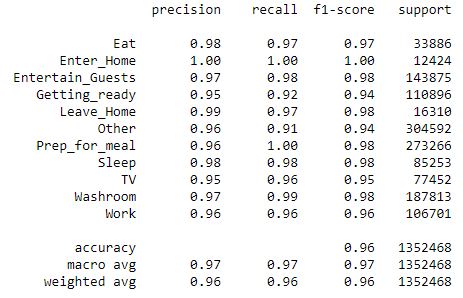 precision recall f1-score support
Eat 0.98 0.97 0.97 33886
Enter_Home 1.00 1.00 1.00 12424
Entertain_Guests 0.97 0.98 0.98 143875
Getting_ready 0.95 0.92 0.94 110896
Leave_Home 0.99 0.97 0.98 16310
Other 0.96 0.91 0.94 304592
Prep_for_meal 0.96 1.00 0.98 273266
Sleep 0.98 0.98 0.98 85253
TV 0.95 0.96 0.95 77452
Washroom 0.97 0.99 0.98 187813
Work 0.96 0.96 0.96 106701
accuracy 0.96 1352468
macro avg 0.97 0.97 0.97 1352468
weighted avg 0.96 0.96 0.96 1352468